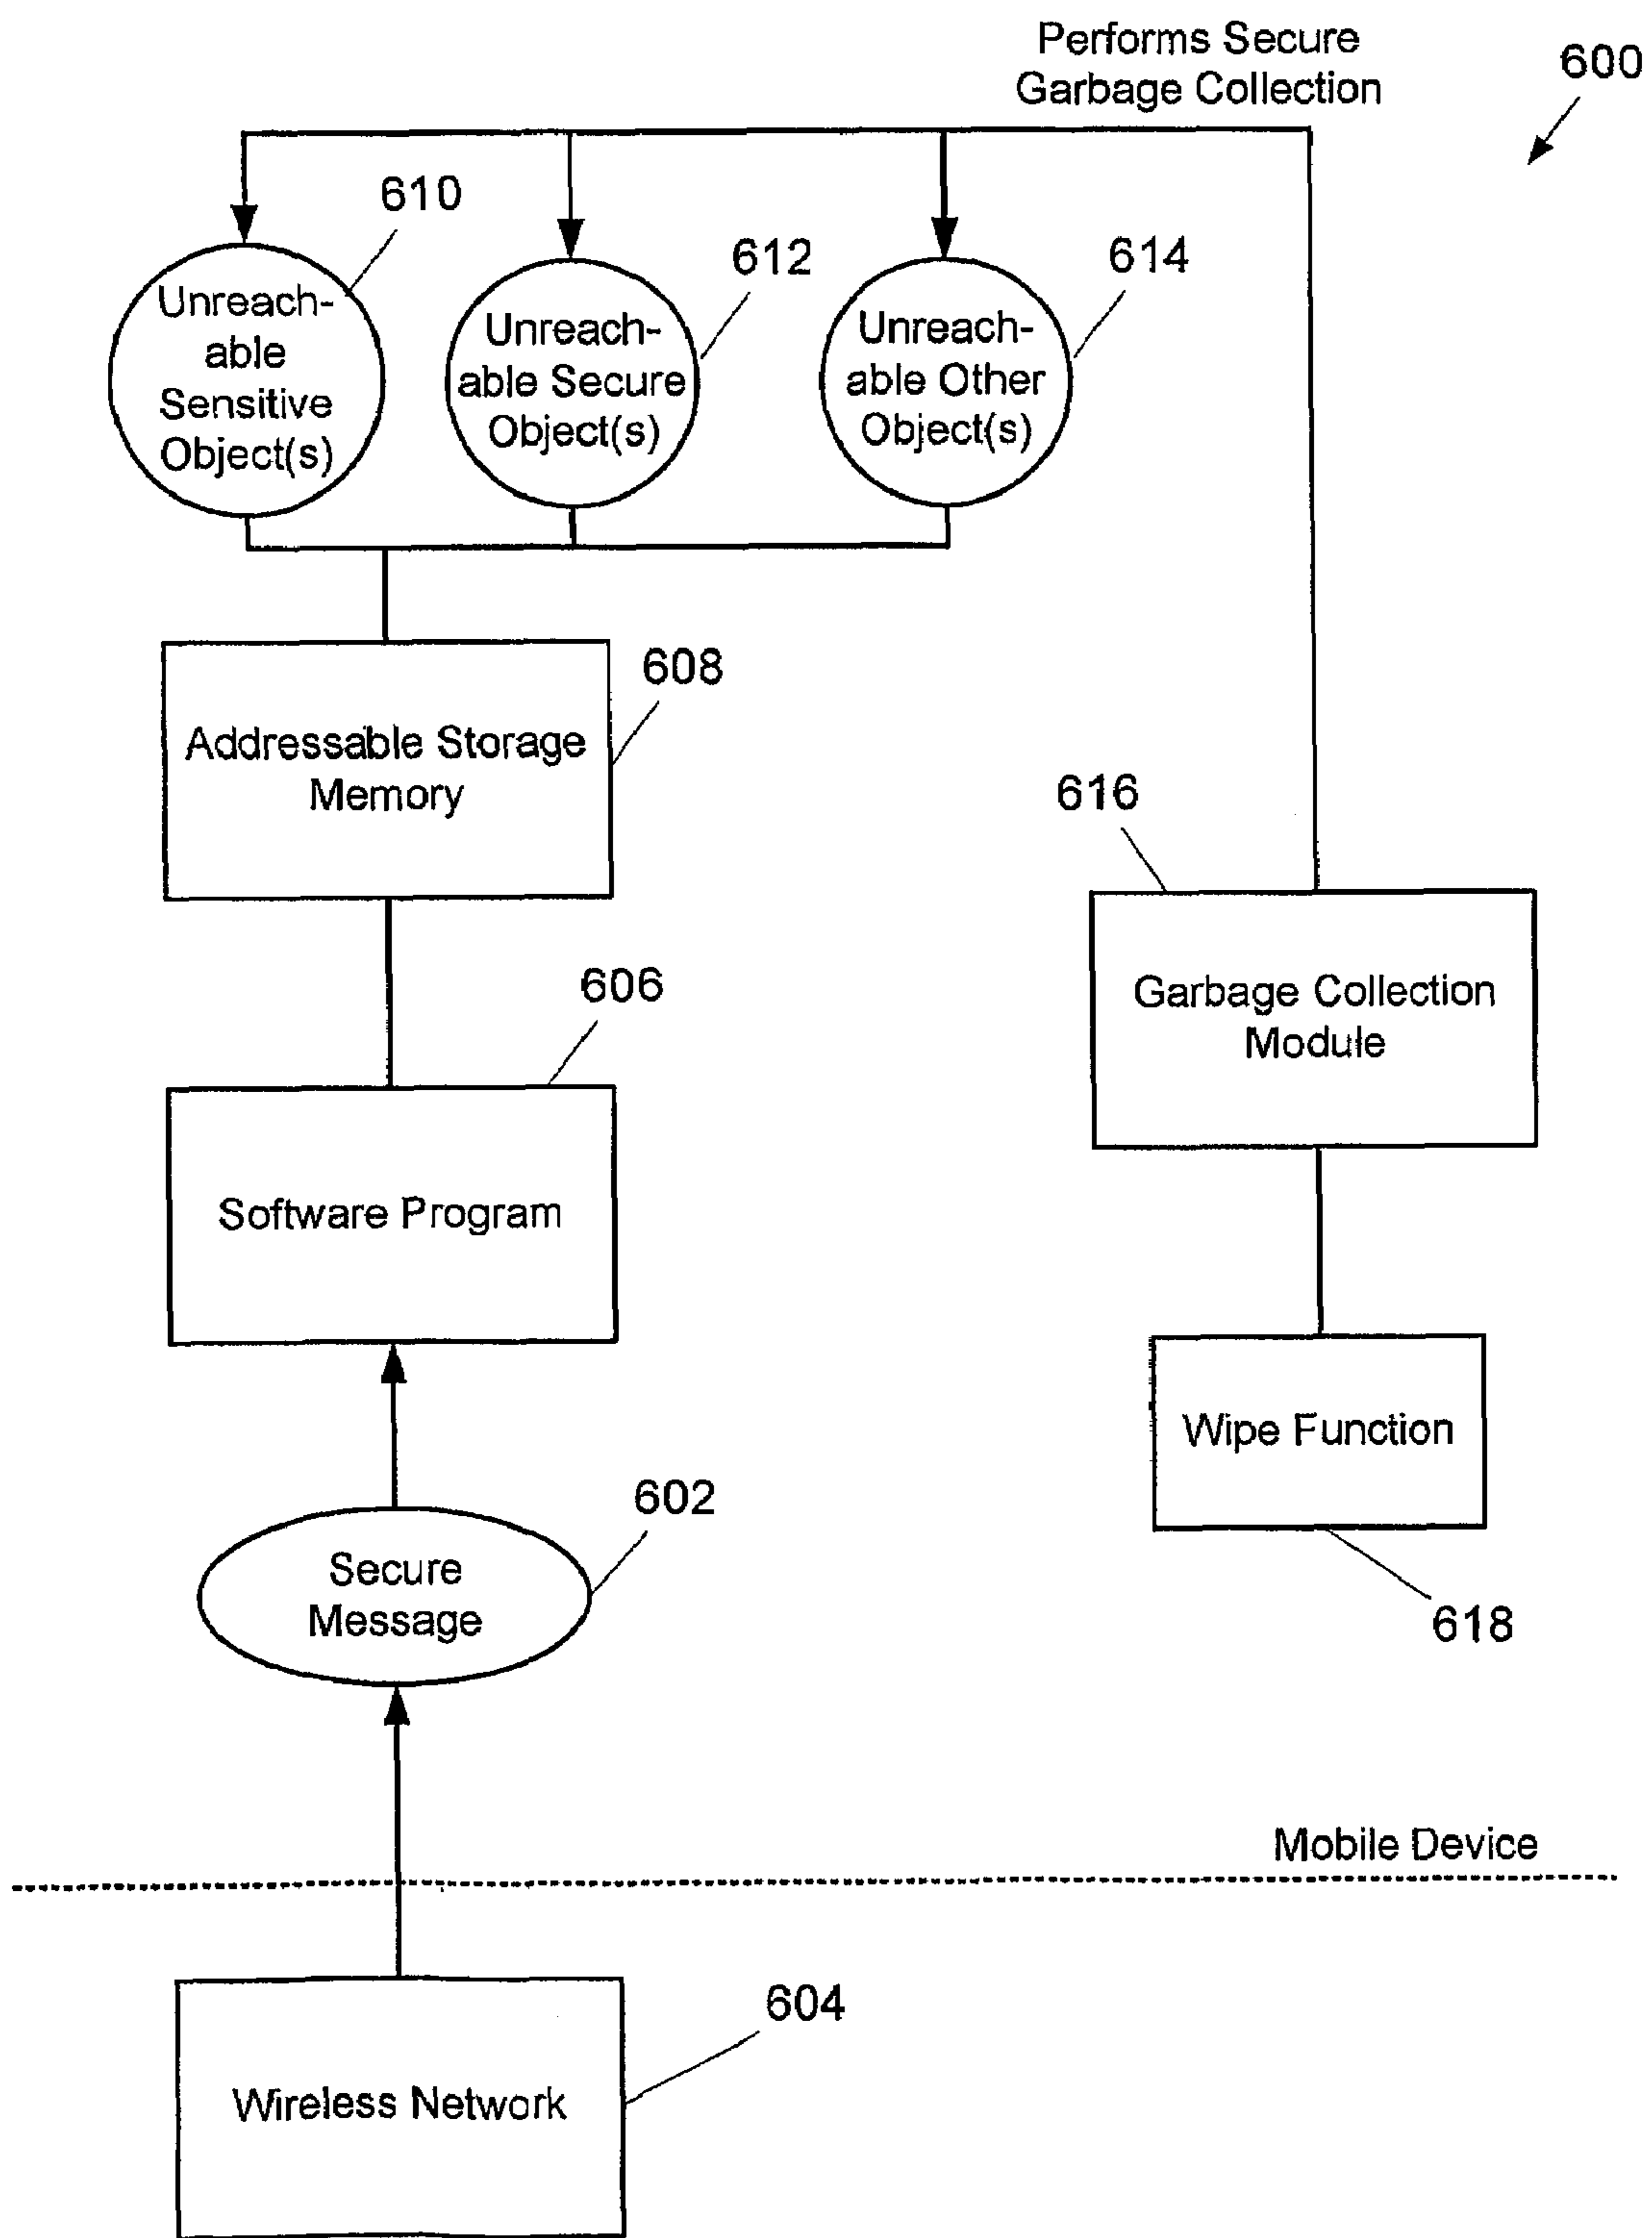 Performs Secure
Garbage Collection
600
610
612
614
Unreach-
able
Sensitive
Object(s)
Unreach-
able Secure
Object(s)
Unreach-
able Other
Object(s)
608
Addressable Storage
Memory
616
Garbage Collection
Module
606
Software Program
Wipe Function
618
602
Secure
Message
Mobile Device
604
Wireless Network